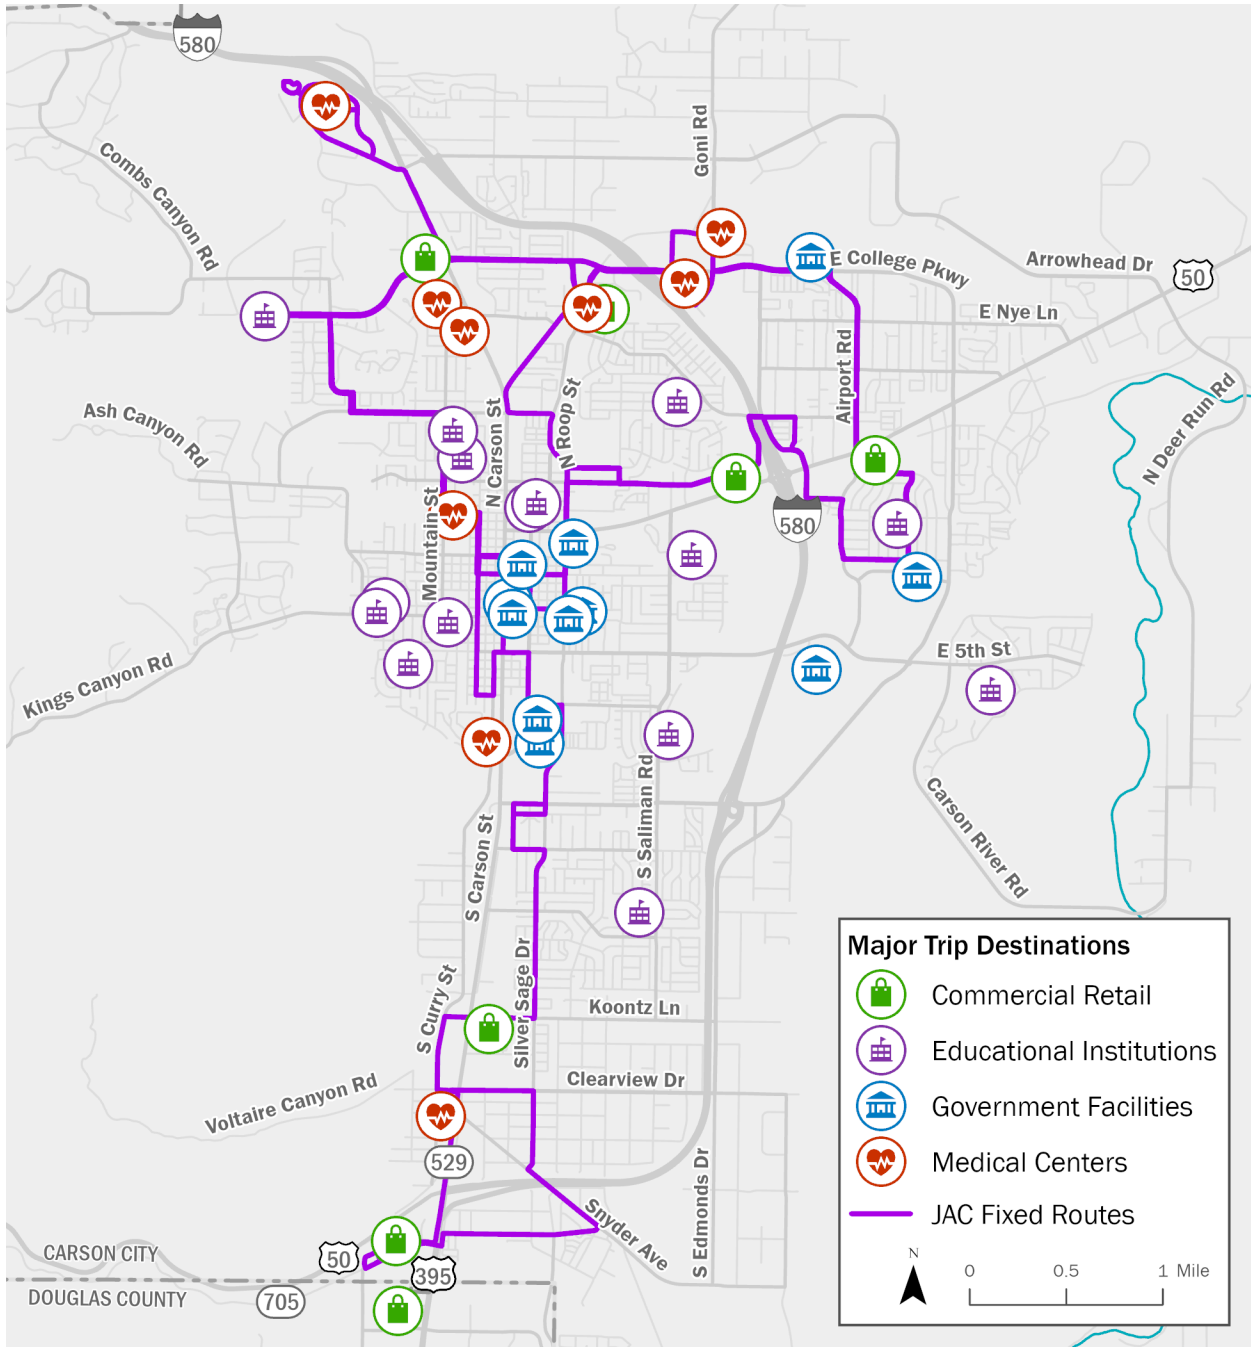 580
Goni Rd
Combs Canyon Rd
E College Pkwy
Arrowhead Dr
50
E Nye Ln
Airport Rd
N Deer Run Rd
Ash Canyon Rd
N Carson St
N Roop St
Mountain St
580
E 5th St
Kings Canyon Rd
S Saliman Rd
Carson River Rd
S Carson St
Silver Sage Dr
S Curry St
Koontz Ln
Clearview Dr
Voltaire Canyon Rd
529
S Edmonds Dr
Snyder Ave
CARSON CITY
50
395
DOUGLAS COUNTY
705
Major Trip Destinations
Commercial Retail
Educational Institutions
Government Facilities
Medical Centers
JAC Fixed Routes
N
0 0.5 1 Mile